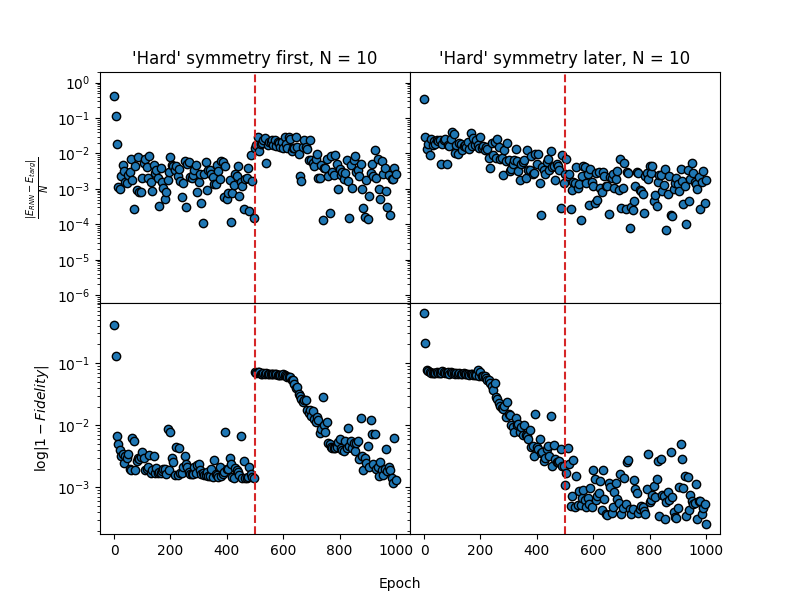 'Hard' symmetry first, N = 10 'Hard' symmetry later, N = 10
10^0
10^-1
10^-2
10^-3
10^-4
10^-5
10^-6
|E_RNN − E_targ|
N
10^-1
10^-2
10^-3
log|1 − Fidelity|
0 200 400 600 800 1000 0 200 400 600 800 1000
Epoch